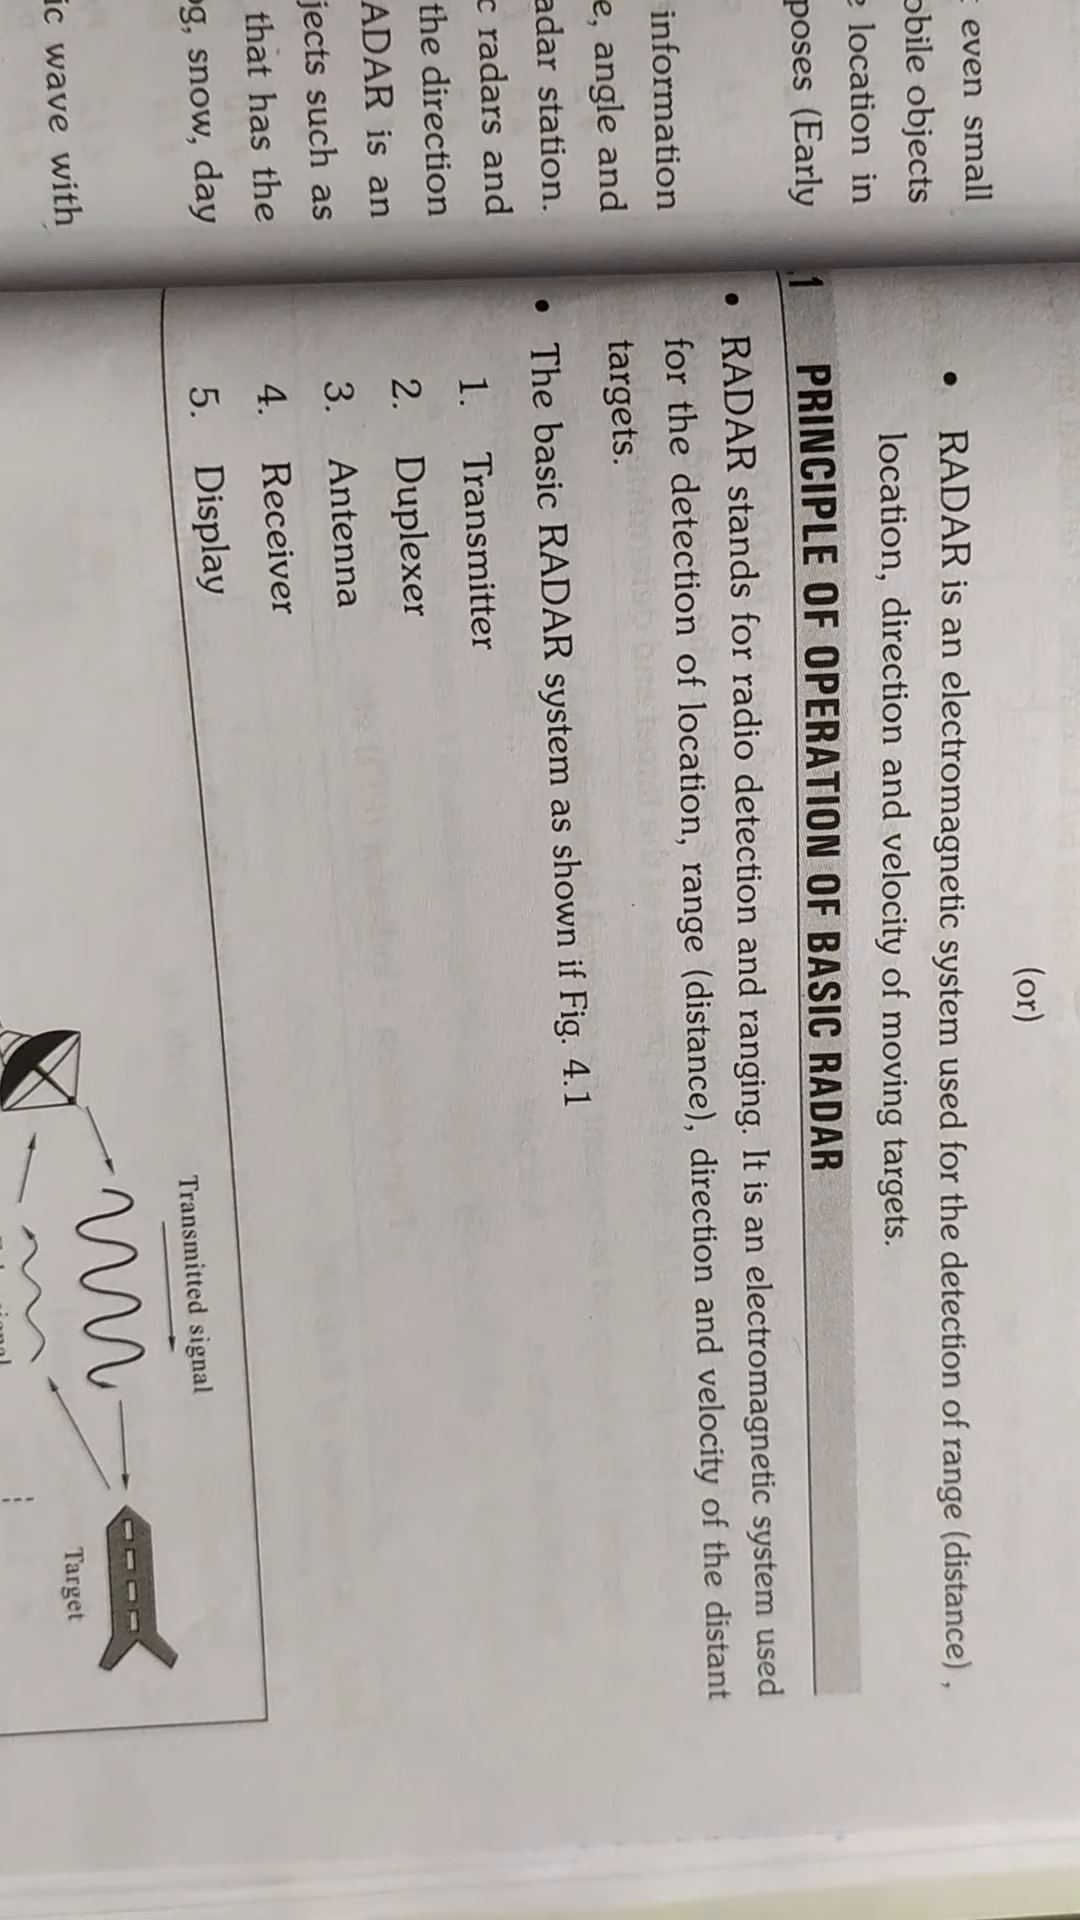 even small
obile objects
location in
poses (Early
information
e, angle and
adar station.
c radars and
the direction
ADAR is an
jects such as
that has the
g, snow, day
ic wave with
(or)
• RADAR is an electromagnetic system used for the detection of range (distance),
location, direction and velocity of moving targets.
.1 PRINCIPLE OF OPERATION OF BASIC RADAR
• RADAR stands for radio detection and ranging. It is an electromagnetic system used
for the detection of location, range (distance), direction and velocity of the distant
targets.
• The basic RADAR system as shown if Fig. 4.1
1. Transmitter
2. Duplexer
3. Antenna
4. Receiver
5. Display
Transmitted signal
Target